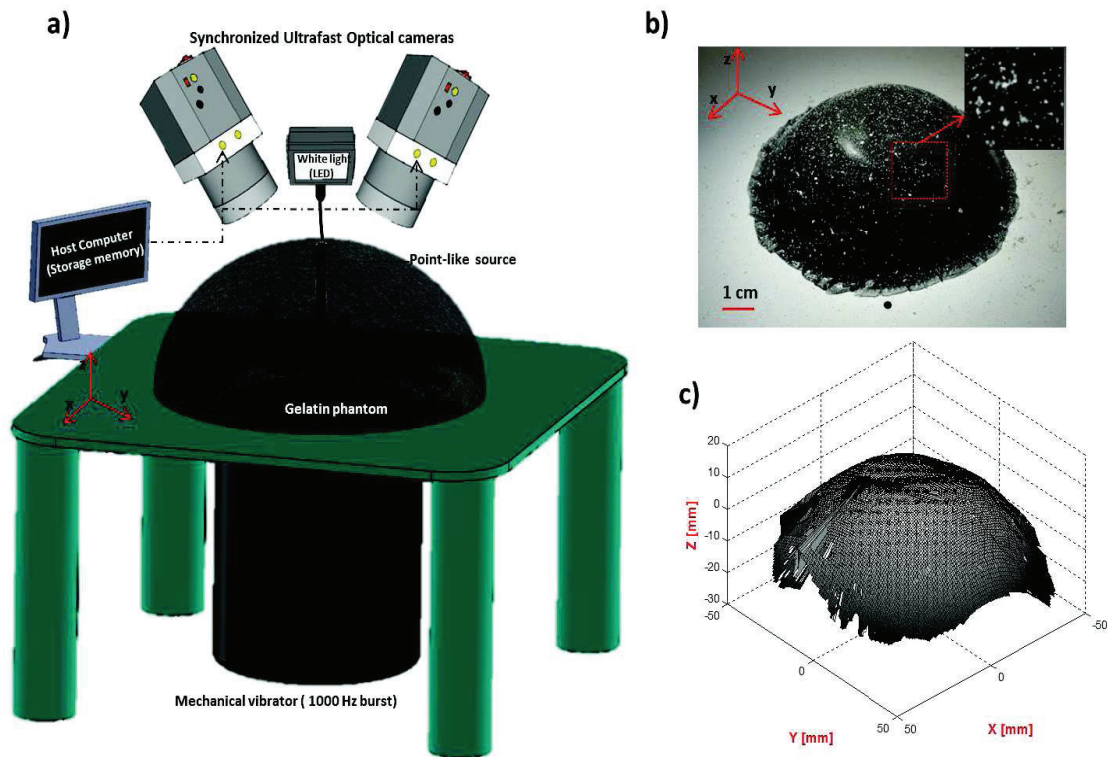 a)
Synchronized Ultrafast Optical cameras
White light
(LED)
Host Computer
(Storage memory)
Point-like source
z
x
y
Gelatin phantom
Mechanical vibrator ( 1000 Hz burst)
b)
z
x
y
1 cm
c)
20
10
0
-10
-20
-30
Z [mm]
-50
0
50
Y [mm]
-50
0
50
X [mm]